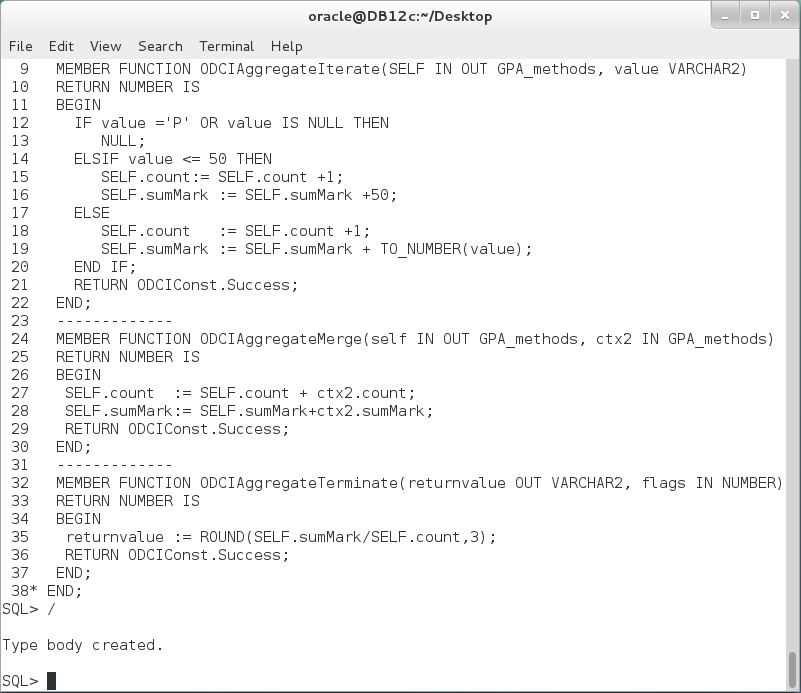 oracle@DB12c:~/Desktop
File Edit View Search Terminal Help
  9   MEMBER FUNCTION ODCIAggregateIterate(SELF IN OUT GPA_methods, value VARCHAR2)
 10   RETURN NUMBER IS
 11   BEGIN
 12     IF value ='P' OR value IS NULL THEN
 13        NULL;
 14     ELSIF value <= 50 THEN
 15        SELF.count:= SELF.count +1;
 16        SELF.sumMark := SELF.sumMark +50;
 17     ELSE
 18        SELF.count   := SELF.count +1;
 19        SELF.sumMark := SELF.sumMark + TO_NUMBER(value);
 20     END IF;
 21     RETURN ODCIConst.Success;
 22   END;
 23   -------------
 24   MEMBER FUNCTION ODCIAggregateMerge(self IN OUT GPA_methods, ctx2 IN GPA_methods)
 25   RETURN NUMBER IS
 26   BEGIN
 27    SELF.count  := SELF.count + ctx2.count;
 28    SELF.sumMark:= SELF.sumMark+ctx2.sumMark;
 29    RETURN ODCIConst.Success;
 30   END;
 31   -------------
 32   MEMBER FUNCTION ODCIAggregateTerminate(returnvalue OUT VARCHAR2, flags IN NUMBER)
 33   RETURN NUMBER IS
 34   BEGIN
 35    returnvalue := ROUND(SELF.sumMark/SELF.count,3);
 36    RETURN ODCIConst.Success;
 37   END;
 38* END;
SQL> /
Type body created.
SQL>